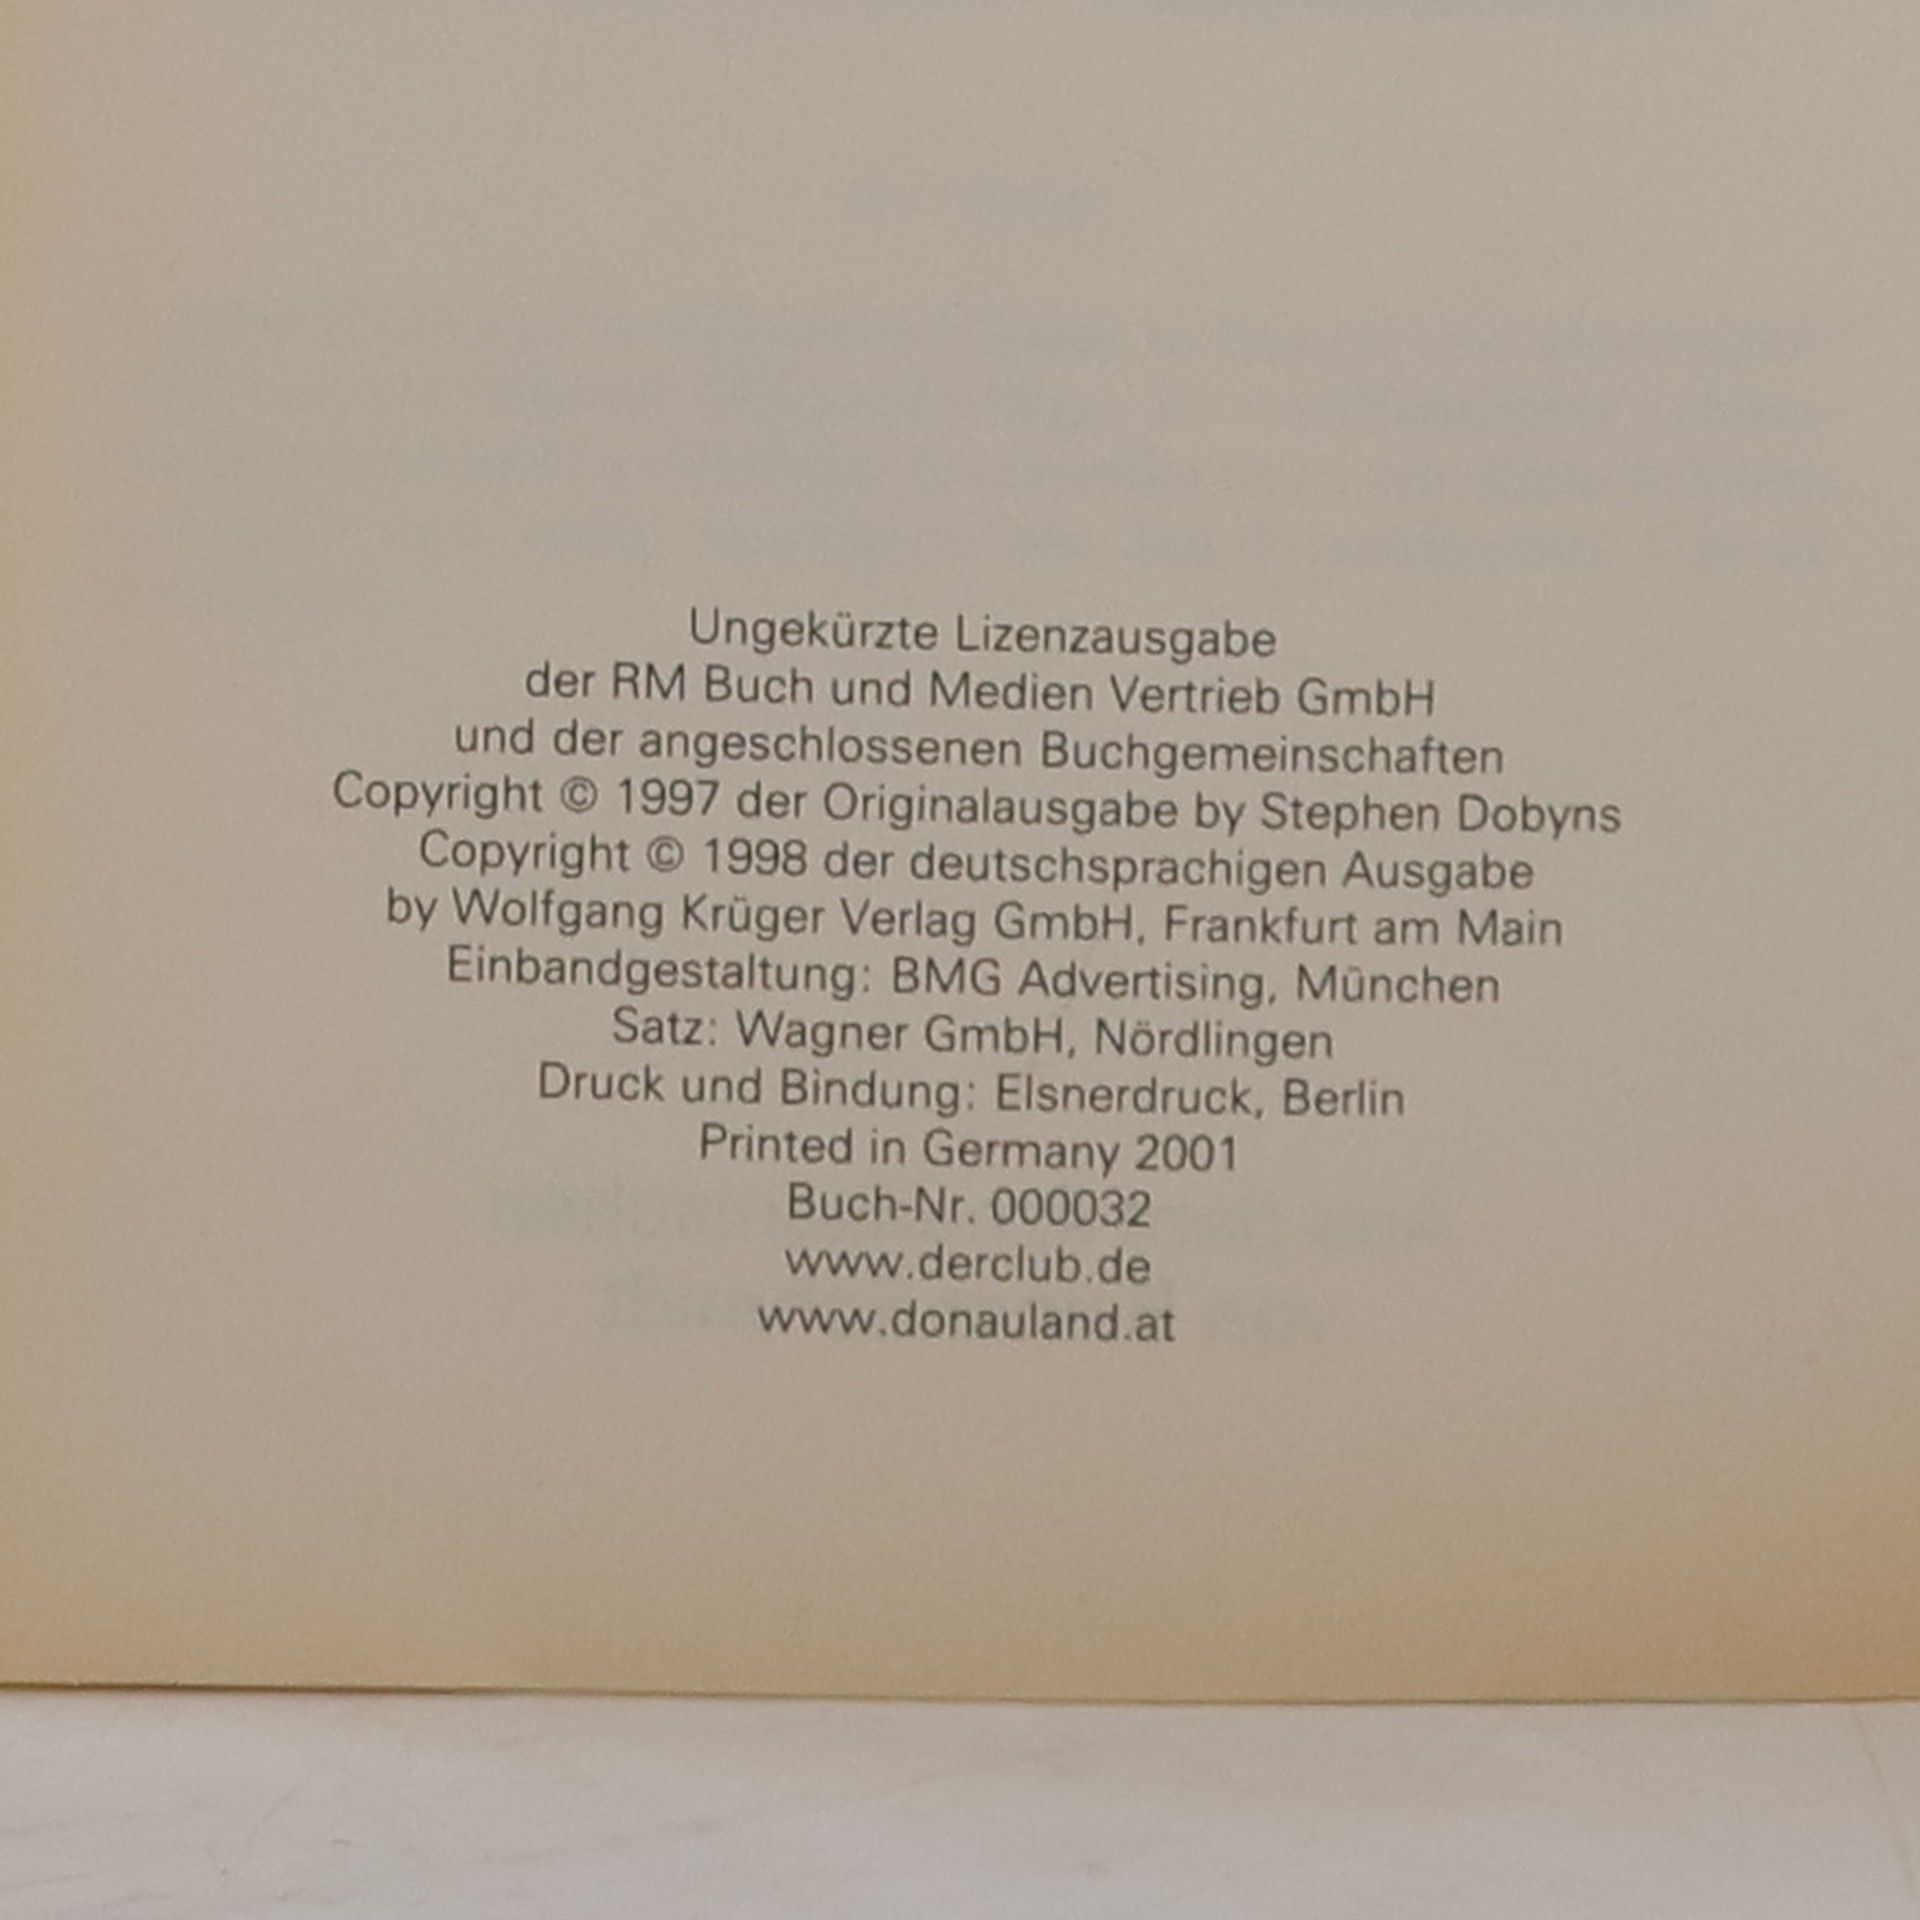 Ungekürzte Lizenzausgabe
der RM Buch und Medien Vertrieb GmbH
und der angeschlossenen Buchgemeinschaften
Copyright © 1997 der Originalausgabe by Stephen Dobyns
Copyright © 1998 der deutschsprachigen Ausgabe
by Wolfgang Krüger Verlag GmbH, Frankfurt am Main
Einbandgestaltung: BMG Advertising, München
Satz: Wagner GmbH, Nördlingen
Druck und Bindung: Elsnerdruck, Berlin
Printed in Germany 2001
Buch-Nr. 000032
www.derclub.de
www.donauland.at